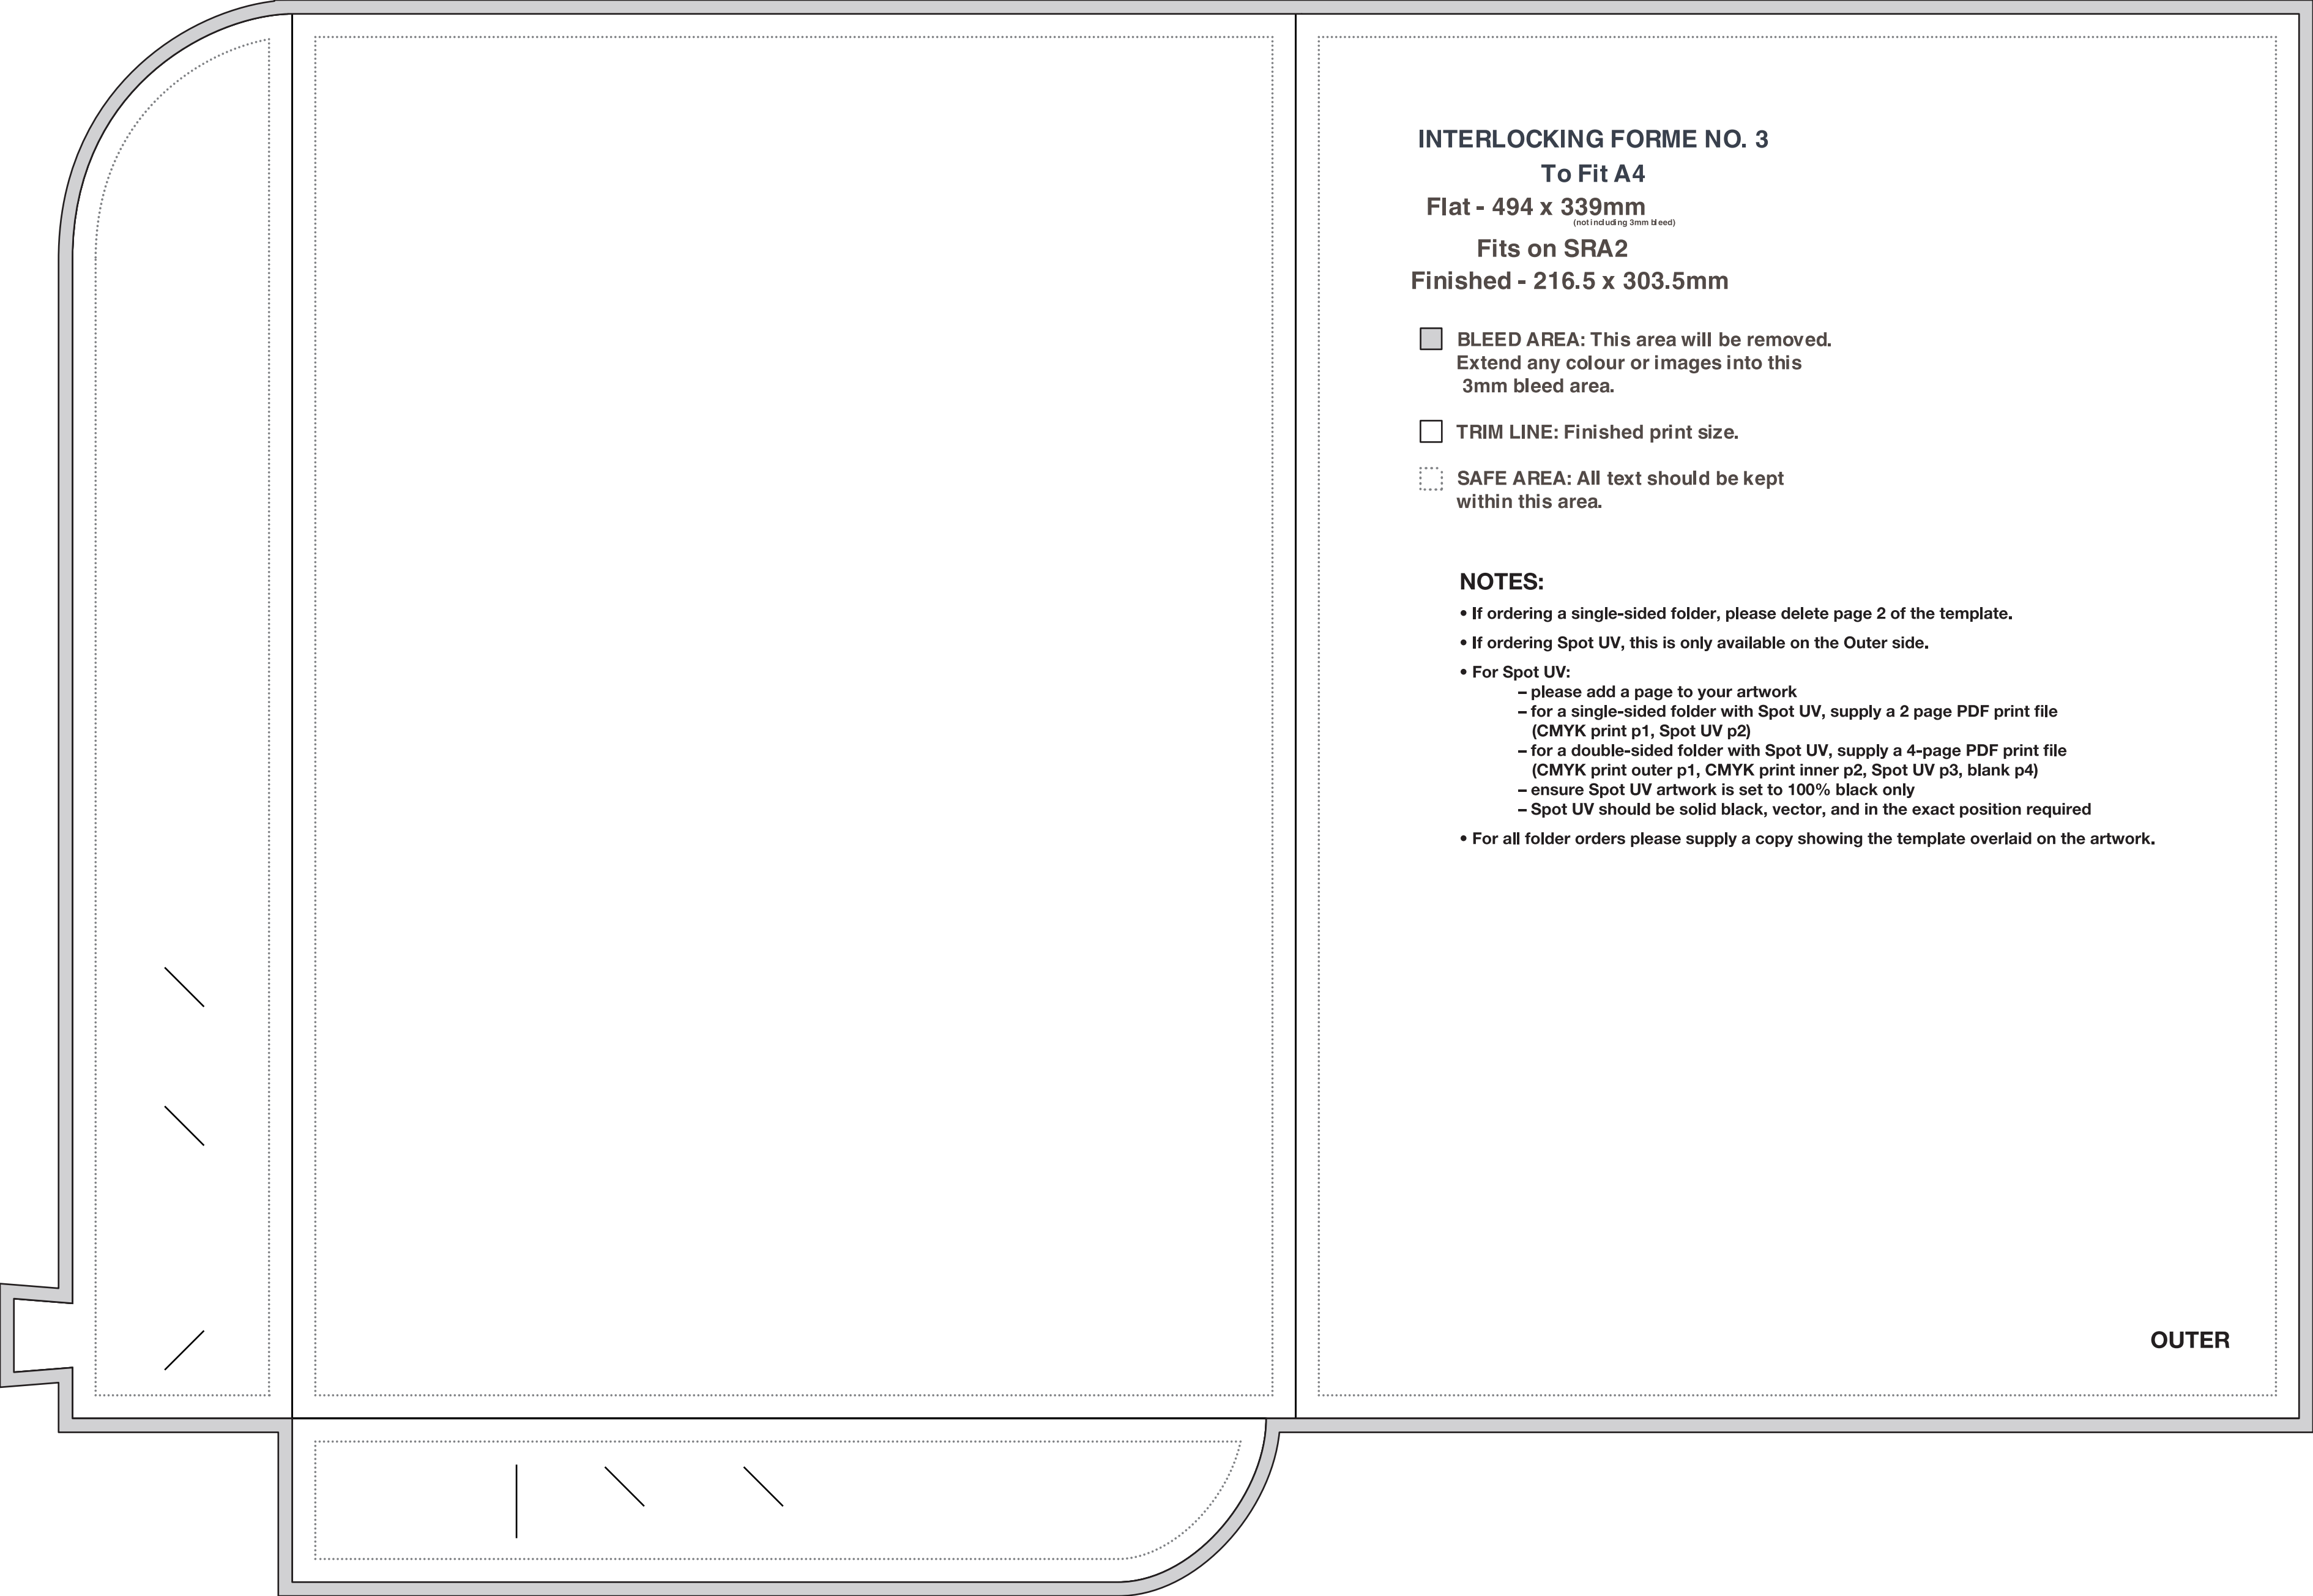 INTERLOCKING FORME NO. 3
To Fit A4
Flat - 494 x 339mm
(not including 3mm bleed)
Fits on SRA2
Finished - 216.5 x 303.5mm
BLEED AREA: This area will be removed.
Extend any colour or images into this
3mm bleed area.
TRIM LINE: Finished print size.
SAFE AREA: All text should be kept
within this area.
NOTES:
• If ordering a single-sided folder, please delete page 2 of the template.
• If ordering Spot UV, this is only available on the Outer side.
• For Spot UV:
– please add a page to your artwork
– for a single-sided folder with Spot UV, supply a 2 page PDF print file
(CMYK print p1, Spot UV p2)
– for a double-sided folder with Spot UV, supply a 4-page PDF print file
(CMYK print outer p1, CMYK print inner p2, Spot UV p3, blank p4)
– ensure Spot UV artwork is set to 100% black only
– Spot UV should be solid black, vector, and in the exact position required
• For all folder orders please supply a copy showing the template overlaid on the artwork.
OUTER